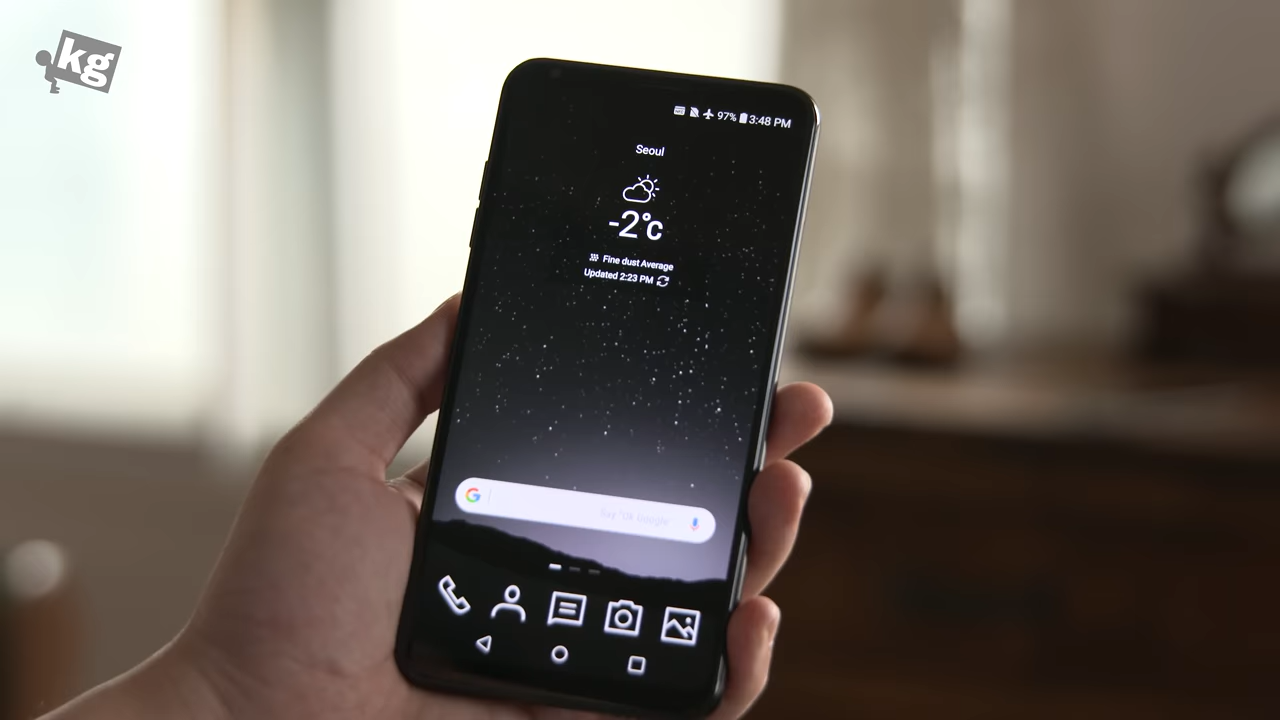 kg
97% 3:48 PM
Seoul
-2°c
Fine dust Average
Updated 2:23 PM
G
Say "Ok Google"